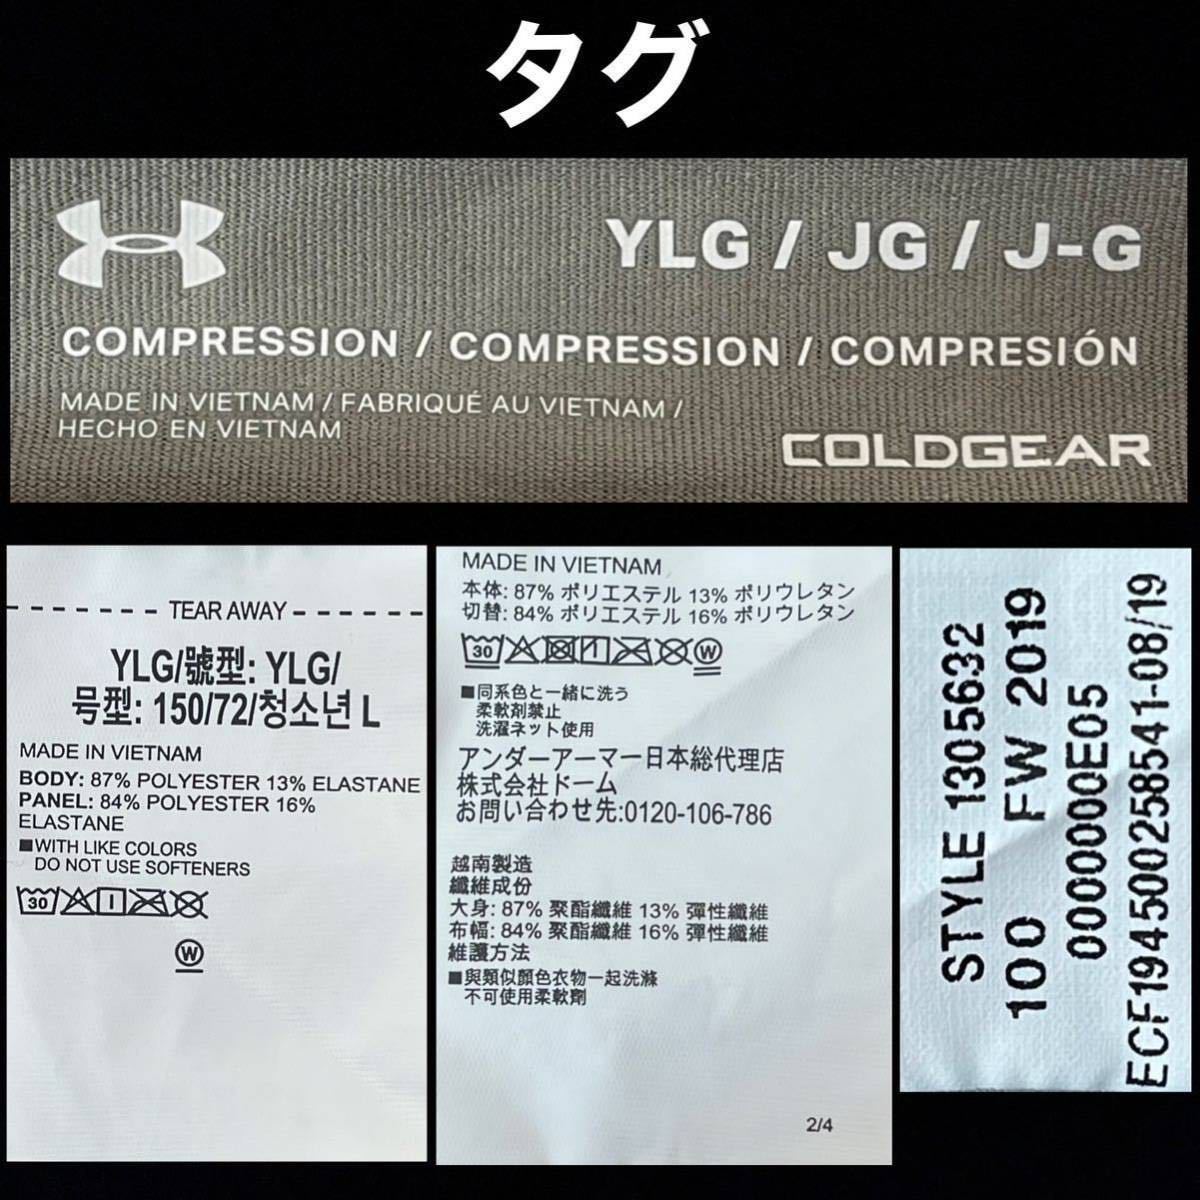 タグ
YLG / JG / J-G
COMPRESSION / COMPRESSION / COMPRESIÓN
MADE IN VIETNAM / FABRIQUÉ AU VIETNAM /
HECHO EN VIETNAM
COLDGEAR
TEAR AWAY
YLG/號型: YLG/
号型: 150/72/청소년 L
MADE IN VIETNAM
BODY: 87% POLYESTER 13% ELASTANE
PANEL: 84% POLYESTER 16%
ELASTANE
■WITH LIKE COLORS
DO NOT USE SOFTENERS
30
W
MADE IN VIETNAM
本体: 87% ポリエステル 13% ポリウレタン
切替: 84% ポリエステル 16% ポリウレタン
30 W
■同系色と一緒に洗う
柔軟剤禁止
洗濯ネット使用
アンダーアーマー日本総代理店
株式会社ドーム
お問い合わせ先:0120-106-786
越南製造
纖維成份
大身: 87% 聚酯纖維 13% 彈性纖維
布幅: 84% 聚酯纖維 16% 彈性纖維
維護方法
■與類似顏色衣物一起洗滌
不可使用柔軟劑
2/4
STYLE 1305632
100 FW 2019
000000E05
ECF194500258541-08/19